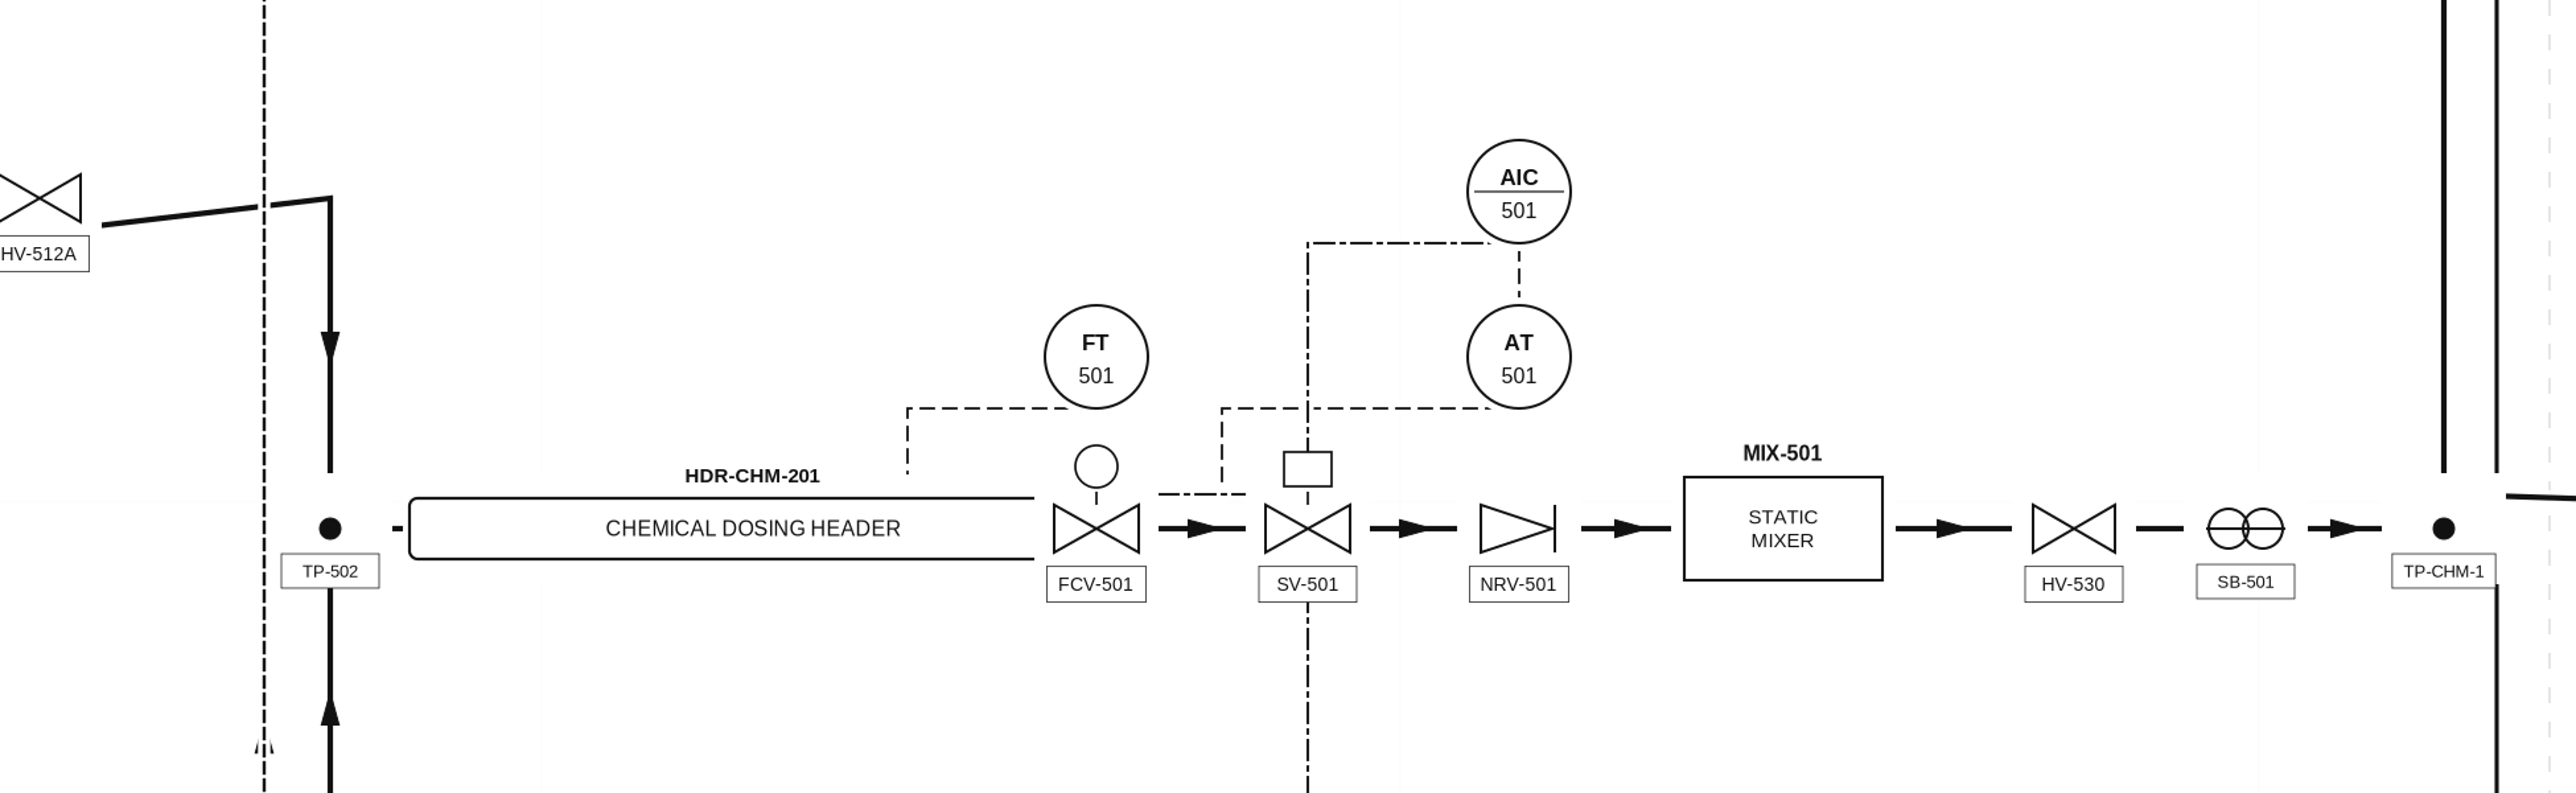 AIC
501
HV-512A
FT
501
AT
501
HDR-CHM-201
MIX-501
CHEMICAL DOSING HEADER
STATIC
MIXER
TP-502
FCV-501
SV-501
NRV-501
HV-530
SB-501
TP-CHM-1